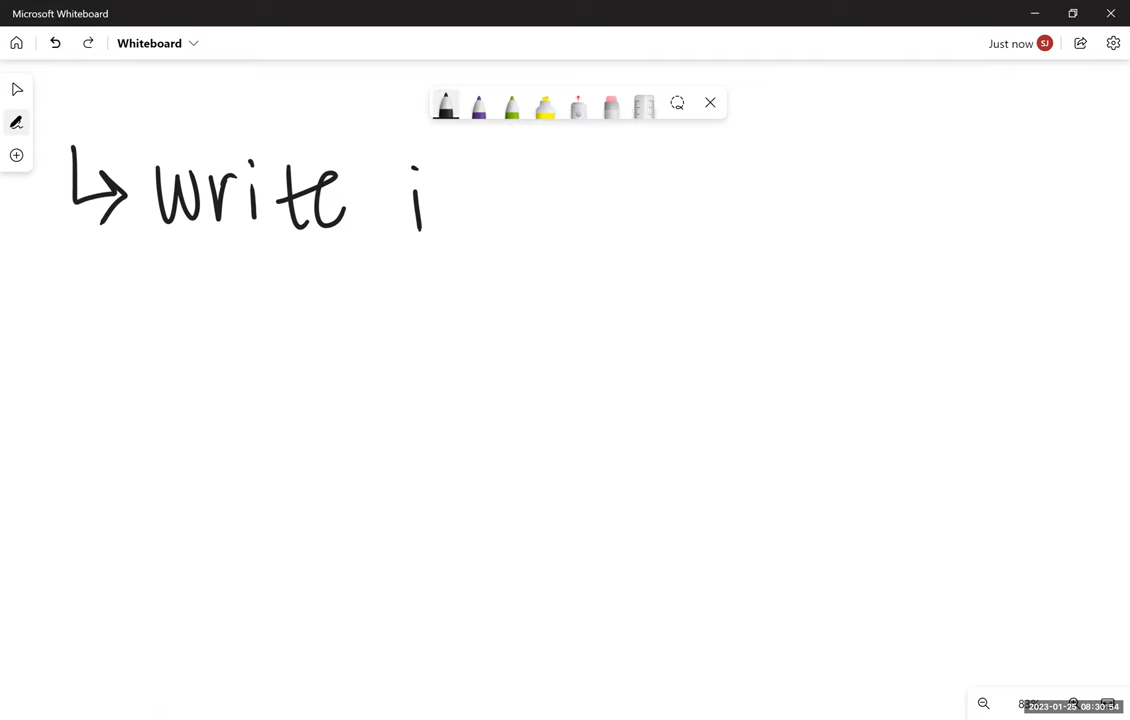 Microsoft Whiteboard
Whiteboard
Just now SJ
↳ write i
2023-01-25 08:30:54